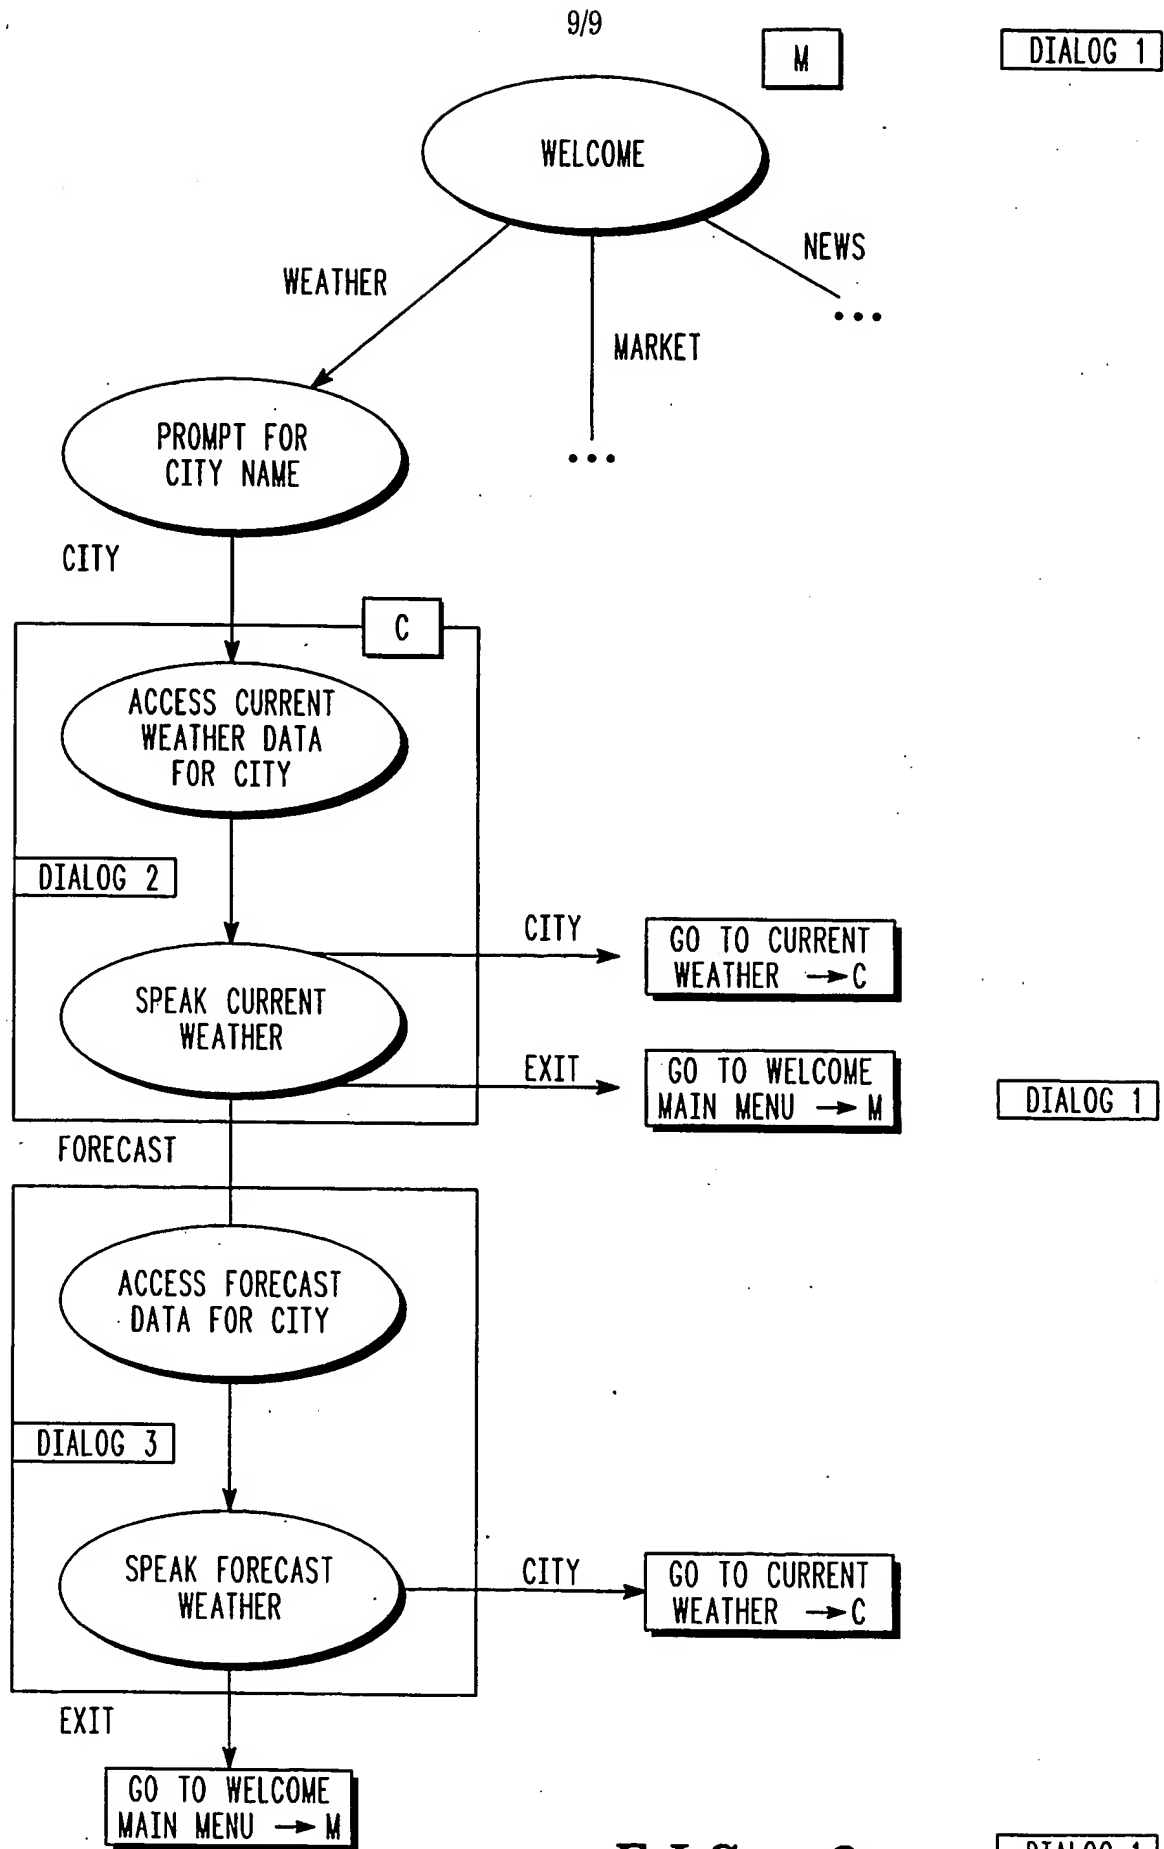 9/9
M
DIALOG 1
WELCOME
NEWS
WEATHER
MARKET
...
...
PROMPT FOR
CITY NAME
CITY
C
ACCESS CURRENT
WEATHER DATA
FOR CITY
DIALOG 2
CITY
GO TO CURRENT
WEATHER → C
SPEAK CURRENT
WEATHER
EXIT
GO TO WELCOME
MAIN MENU → M
DIALOG 1
FORECAST
ACCESS FORECAST
DATA FOR CITY
DIALOG 3
SPEAK FORECAST
WEATHER
CITY
GO TO CURRENT
WEATHER → C
EXIT
GO TO WELCOME
MAIN MENU → M
DIALOG 1